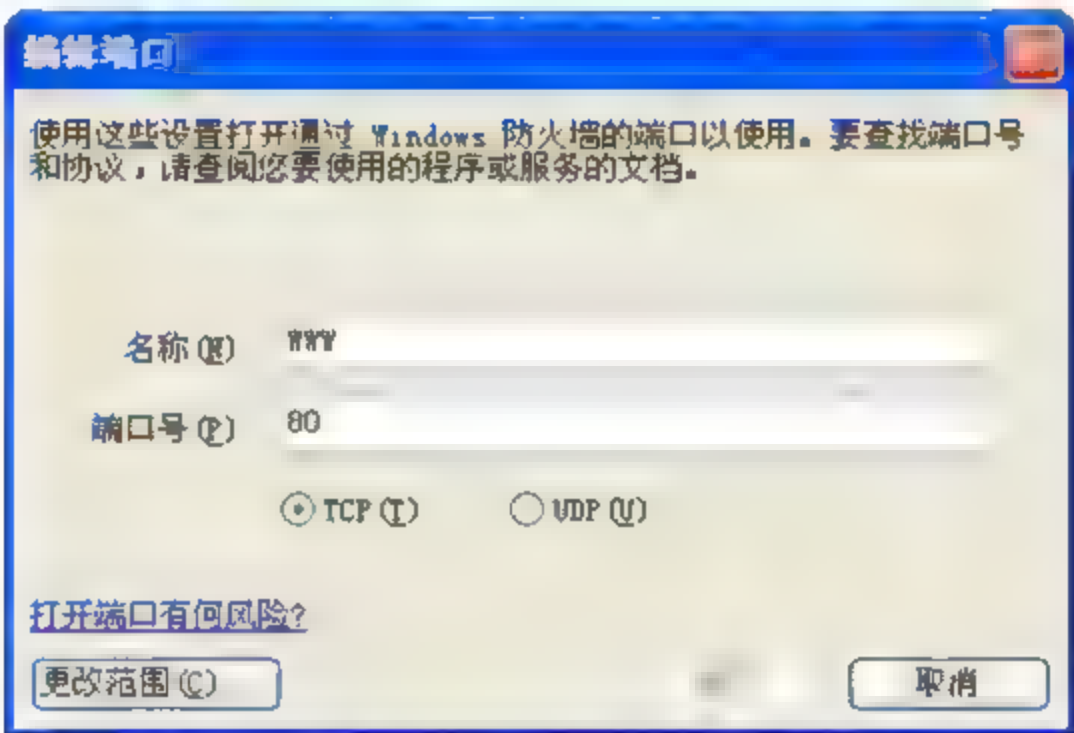 编辑端口
使用这些设置打开通过 Windows 防火墙的端口以使用。要查找端口号
和协议，请查阅您要使用的程序或服务的文档。
名称(N) WWW
端口号(P) 80
TCP(T) UDP(U)
打开端口有何风险?
更改范围(C) 取消